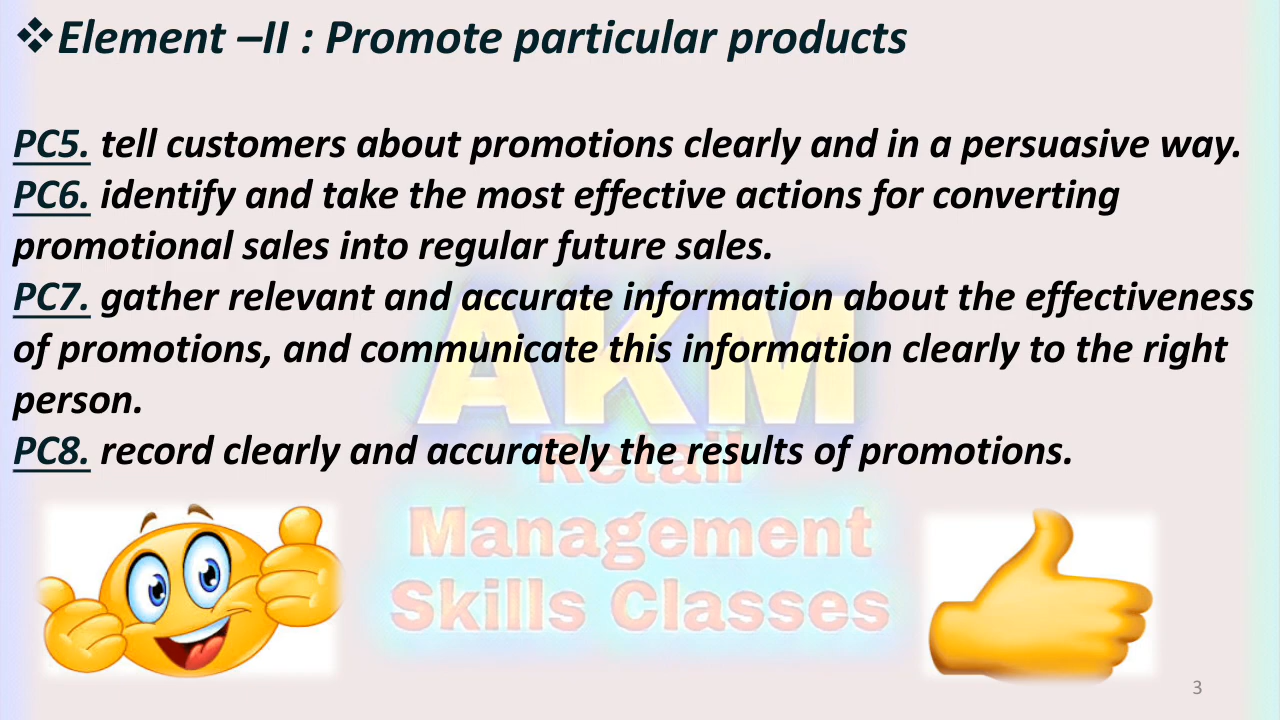 ❖Element –II : Promote particular products
PC5. tell customers about promotions clearly and in a persuasive way.
PC6. identify and take the most effective actions for converting
promotional sales into regular future sales.
PC7. gather relevant and accurate information about the effectiveness
of promotions, and communicate this information clearly to the right
person.
PC8. record clearly and accurately the results of promotions.
AKM
Retail
Management
Skills Classes
3